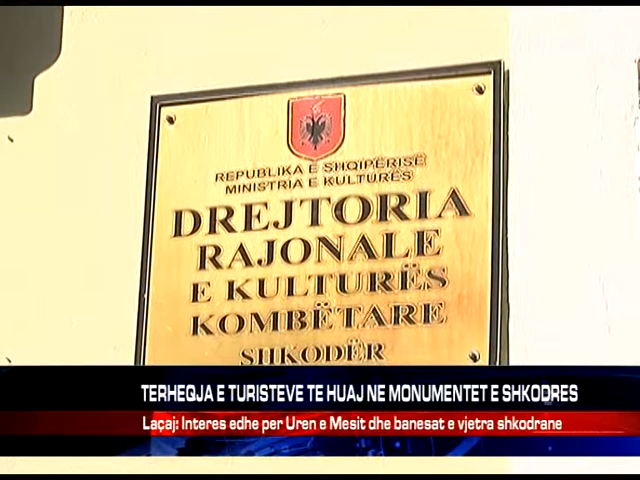 REPUBLIKA E SHQIPËRISË
MINISTRIA E KULTURËS
DREJTORIA
RAJONALE
E KULTURËS
KOMBËTARE
SHKODËR
TERHEQJA E TURISTEVE TE HUAJ NE MONUMENTET E SHKODRES
Laçaj: Interes edhe per Uren e Mesit dhe banesat e vjetra shkodrane